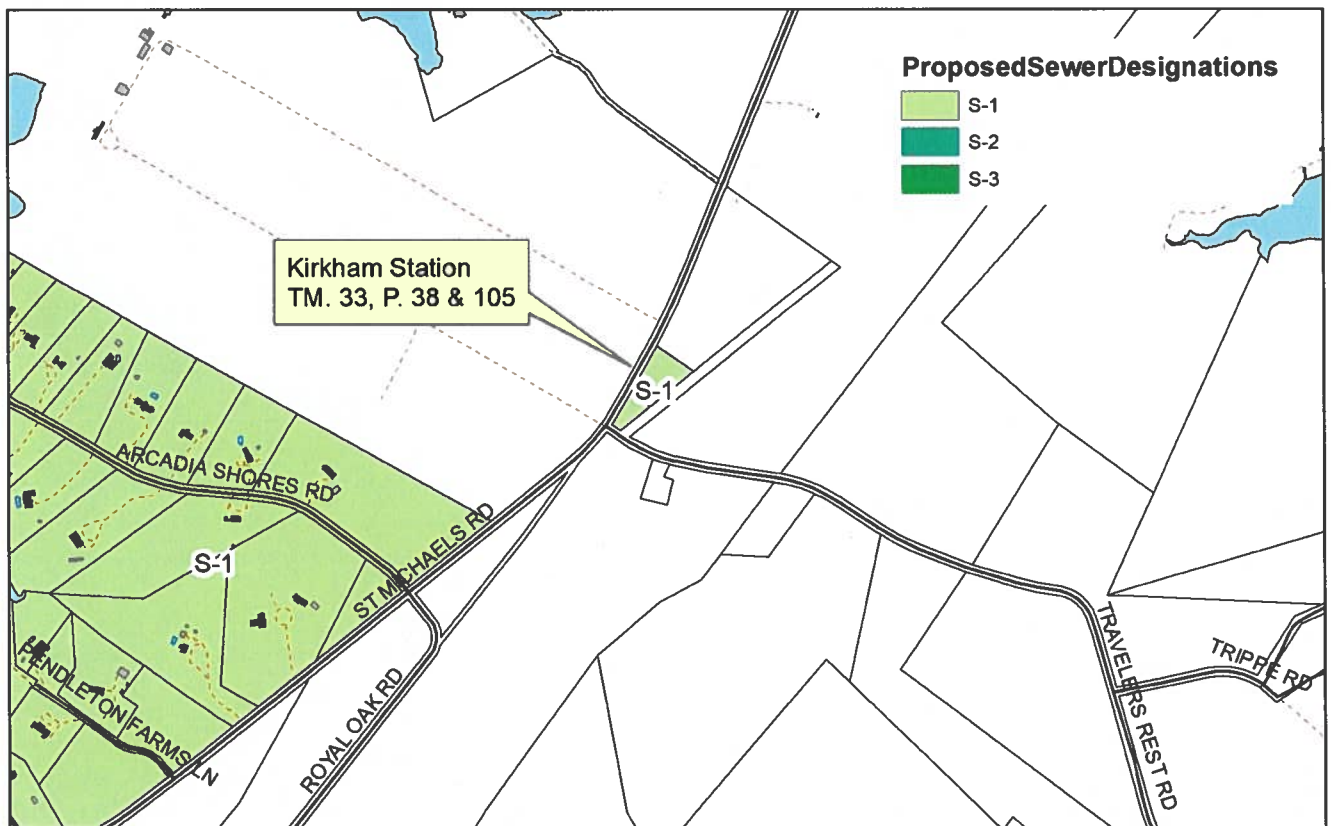 ProposedSewerDesignations
S-1
S-2
S-3
Kirkham Station
TM. 33, P. 38 & 105
S-1
ARCADIA SHORES RD
ST MICHAELS RD
S-1
PENDLETON FARMS LN
ROYAL OAK RD
TRAVELERS REST RD
TRIPPE RD